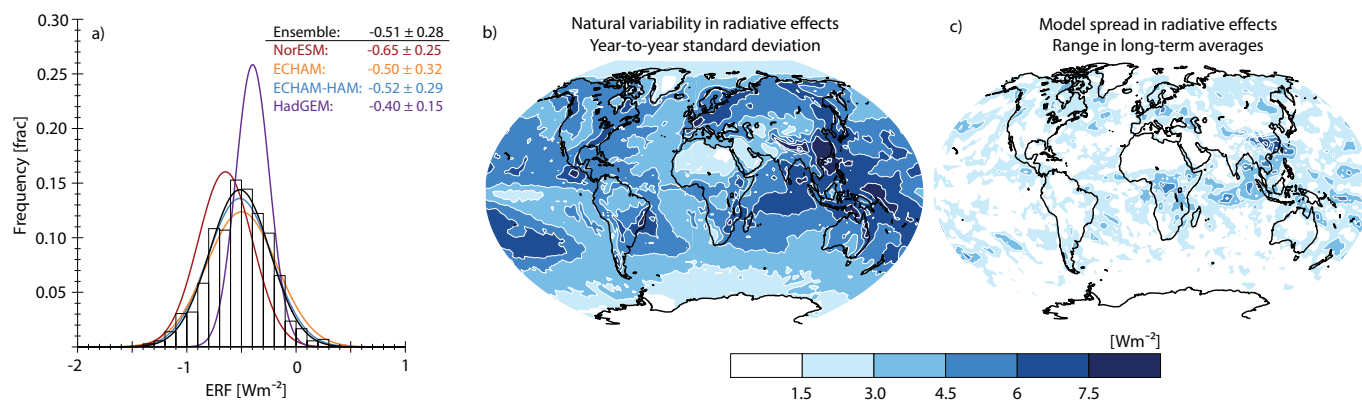 a)
Ensemble: -0.51 ± 0.28
NorESM: -0.65 ± 0.25
ECHAM: -0.50 ± 0.32
ECHAM-HAM: -0.52 ± 0.29
HadGEM: -0.40 ± 0.15
Frequency [frac]
0.30
0.25
0.20
0.15
0.10
0.05
-2 -1 0 1
ERF [Wm⁻²]
b)
Natural variability in radiative effects
Year-to-year standard deviation
c)
Model spread in radiative effects
Range in long-term averages
[Wm⁻²]
1.5 3.0 4.5 6 7.5